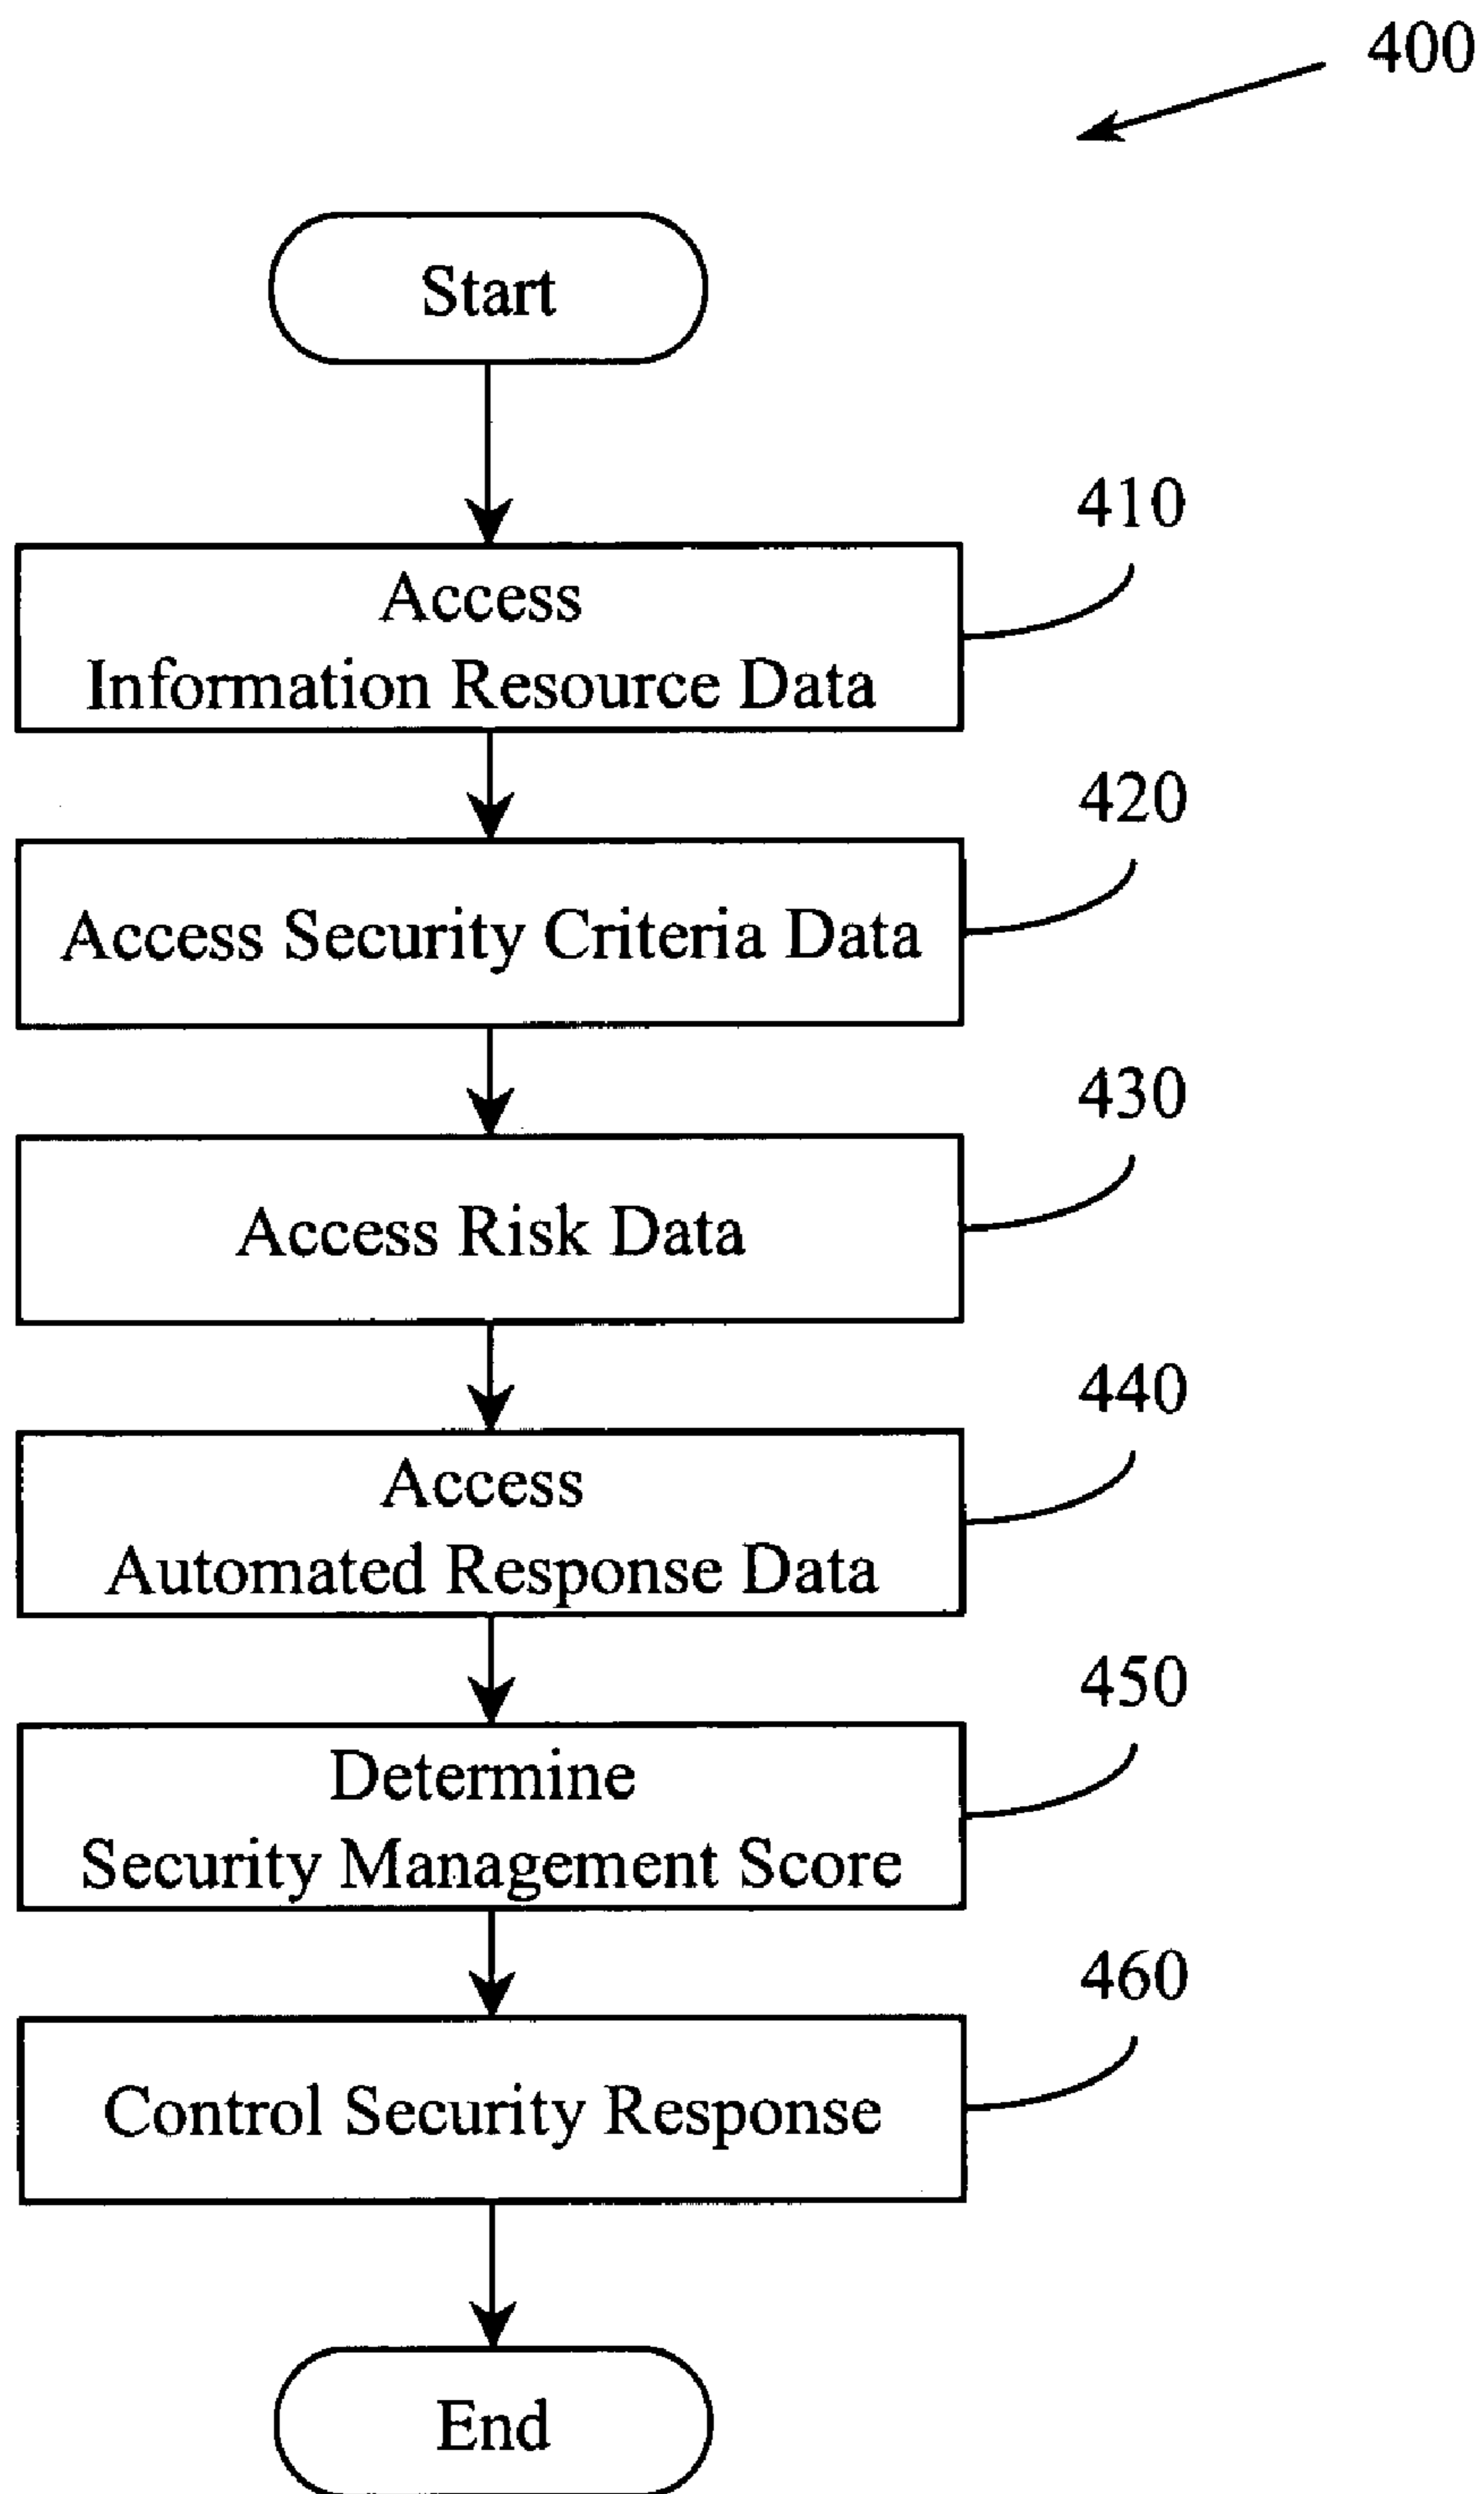 400
Start
410
Access
Information Resource Data
420
Access Security Criteria Data
430
Access Risk Data
440
Access
Automated Response Data
450
Determine
Security Management Score
460
Control Security Response
End